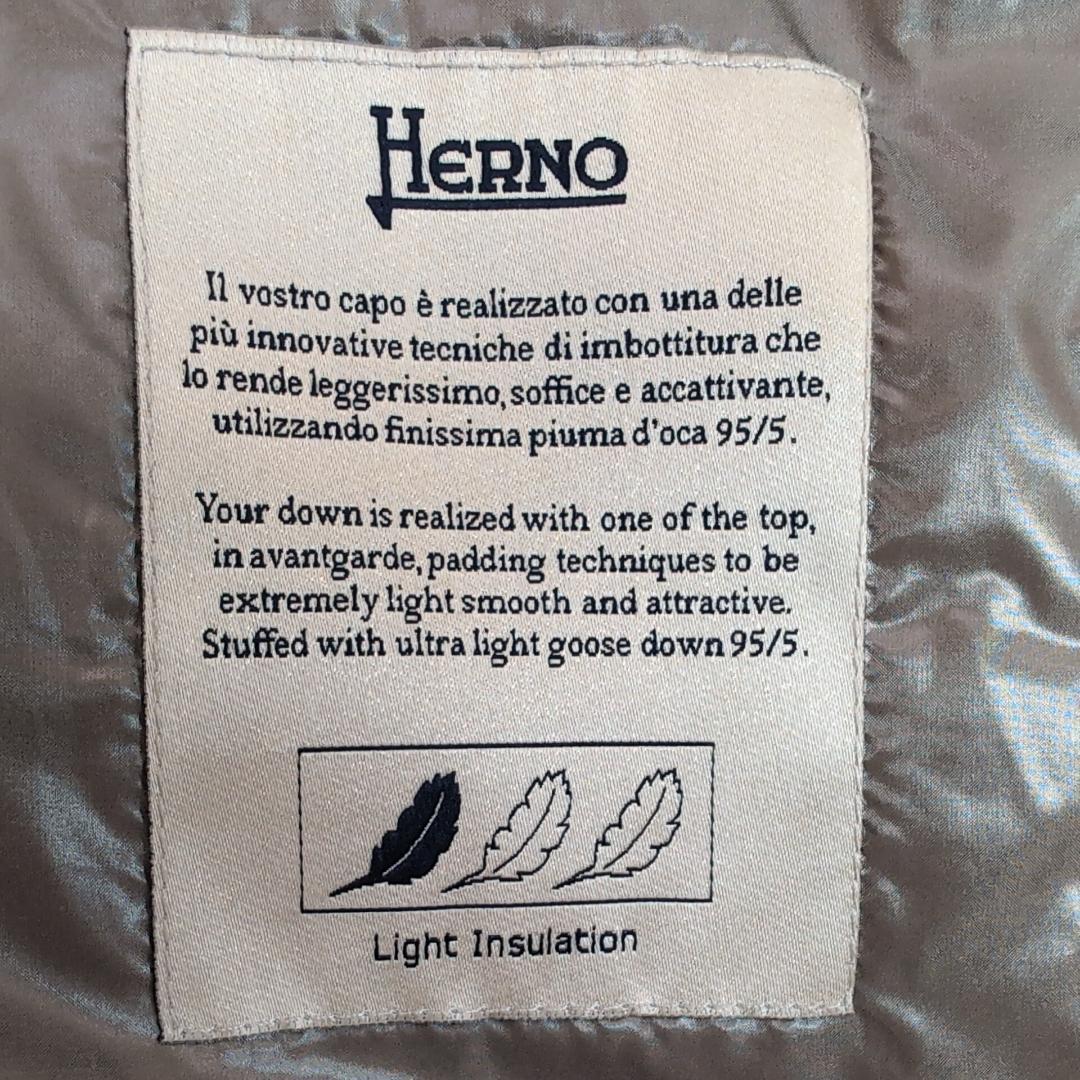 HERNO
Il vostro capo è realizzato con una delle
più innovative tecniche di imbottitura che
lo rende leggerissimo, soffice e accattivante,
utilizzando finissima piuma d'oca 95/5.
Your down is realized with one of the top,
in avantgarde, padding techniques to be
extremely light smooth and attractive.
Stuffed with ultra light goose down 95/5.
Light Insulation